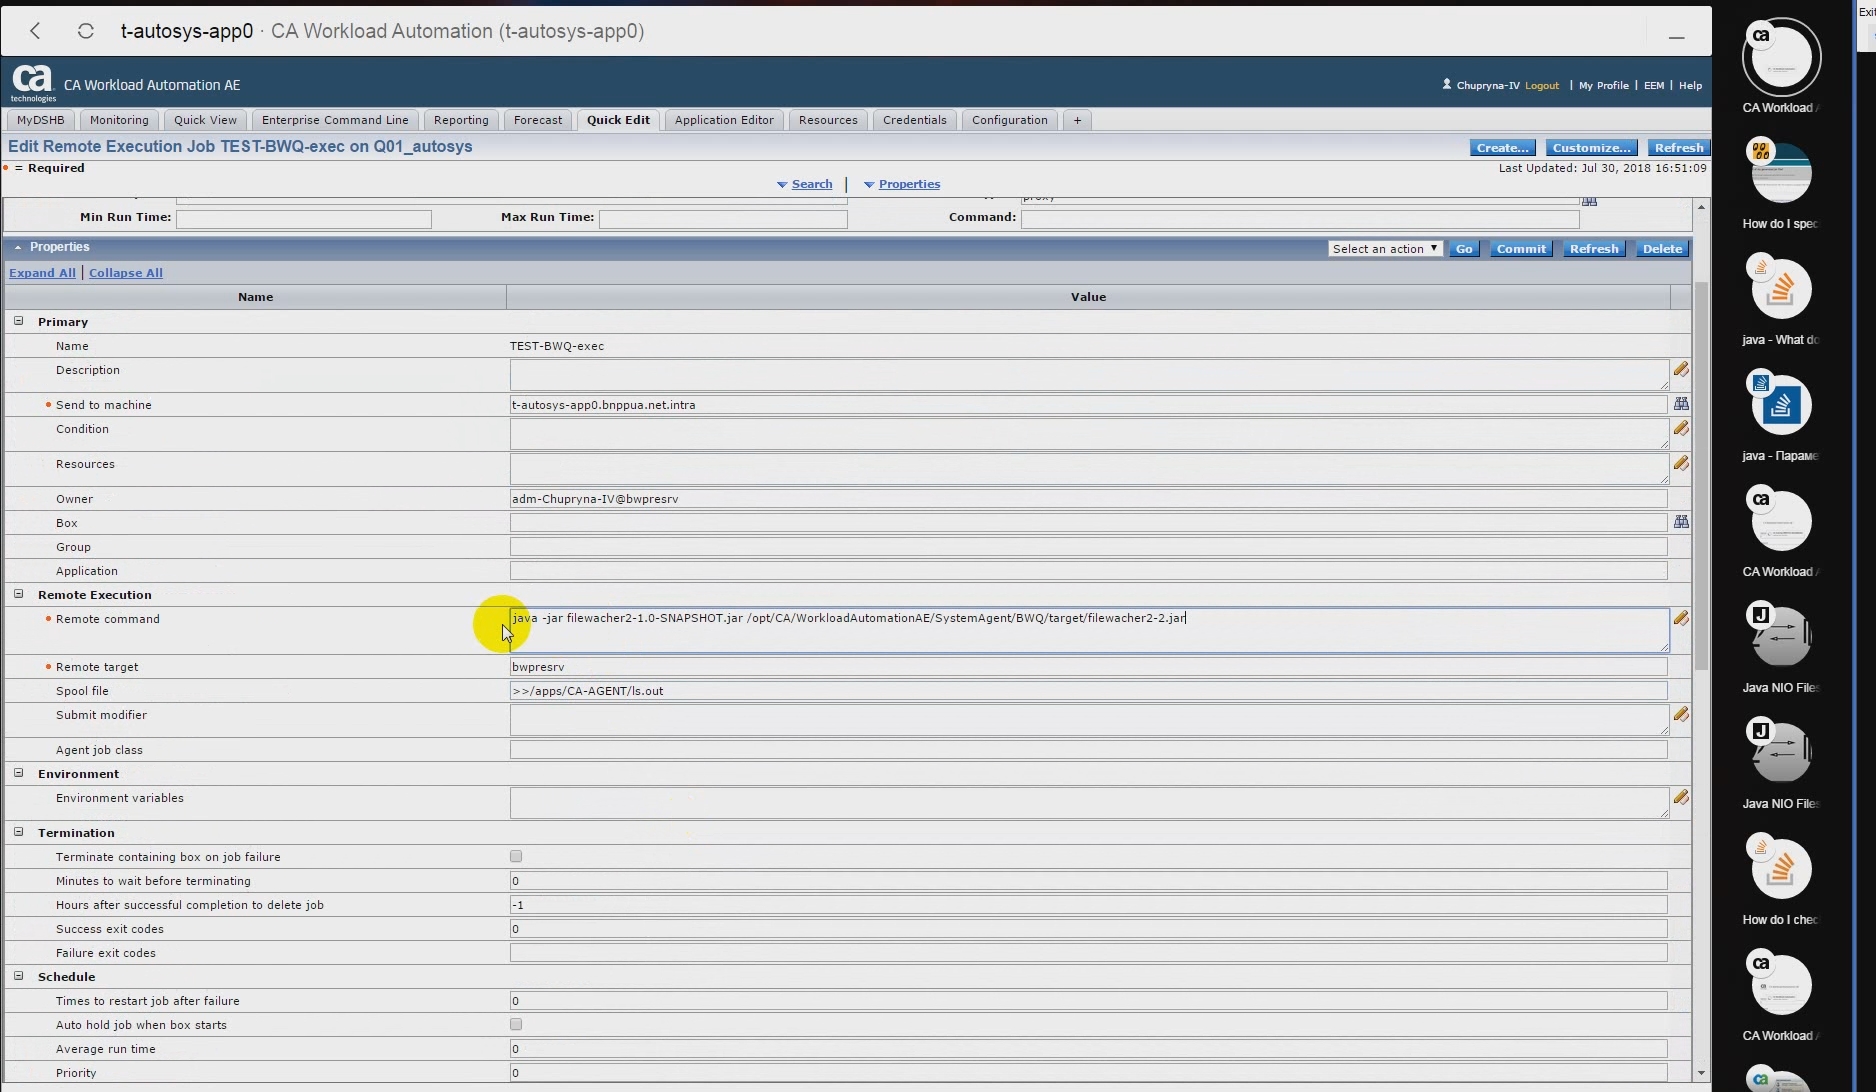 Exit
t-autosys-app0 · CA Workload Automation (t-autosys-app0)
ca
technologies
CA Workload Automation AE
Chupryna-IV Logout | My Profile | EEM | Help
MyDSHB Monitoring Quick View Enterprise Command Line Reporting Forecast Quick Edit Application Editor Resources Credentials Configuration +
Edit Remote Execution Job TEST-BWQ-exec on Q01_autosys
Create... Customize... Refresh
= Required
Last Updated: Jul 30, 2018 16:51:09
Search | Properties
proxy
Min Run Time: Max Run Time: Command:
Properties
Select an action Go Commit Refresh Delete
Expand All | Collapse All
Name Value
Primary
Name TEST-BWQ-exec
Description
Send to machine t-autosys-app0.bnppua.net.intra
Condition
Resources
Owner adm-Chupryna-IV@bwpresrv
Box
Group
Application
Remote Execution
Remote command java -jar filewacher2-1.0-SNAPSHOT.jar /opt/CA/WorkloadAutomationAE/SystemAgent/BWQ/target/filewacher2-2.jar
Remote target bwpresrv
Spool file >>/apps/CA-AGENT/ls.out
Submit modifier
Agent job class
Environment
Environment variables
Termination
Terminate containing box on job failure
Minutes to wait before terminating 0
Hours after successful completion to delete job -1
Success exit codes 0
Failure exit codes
Schedule
Times to restart job after failure 0
Auto hold job when box starts
Average run time 0
Priority 0
ca
CA Workload A
How do I spec
java - What do
java - Параме
ca
CA Workload A
J
Java NIO Files
J
Java NIO Files
How do I chec
ca
CA Workload A
ca